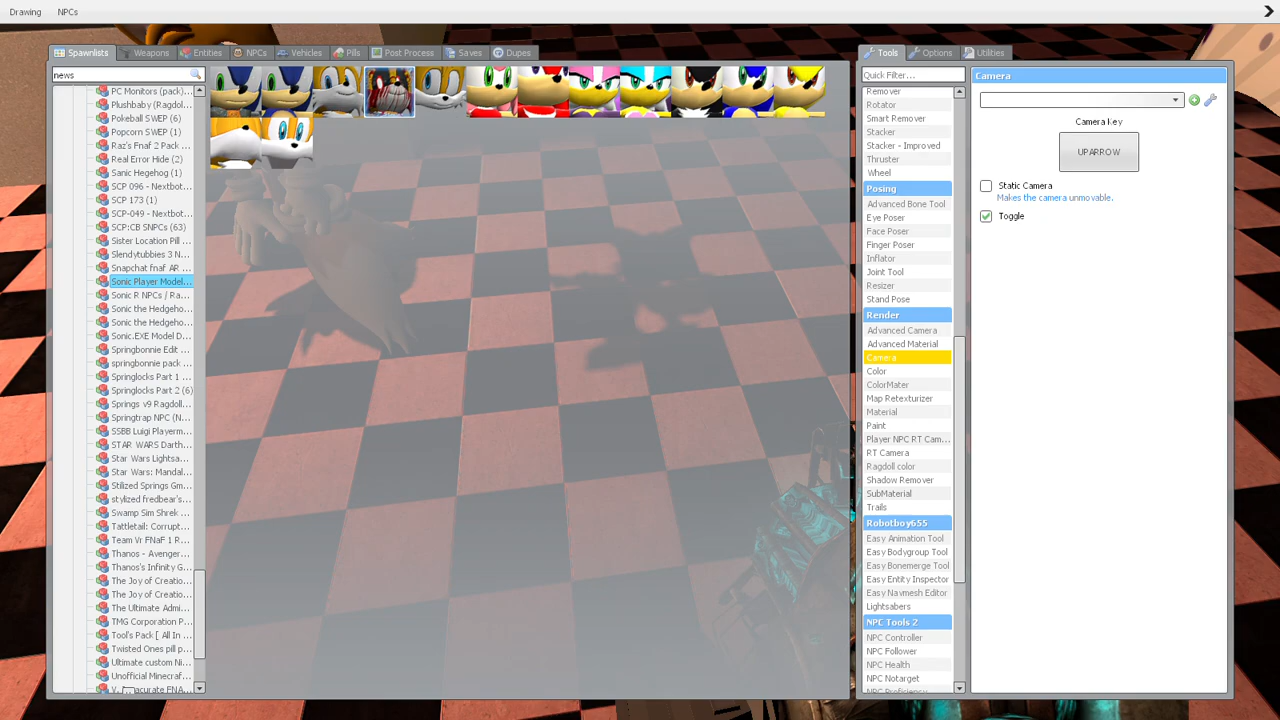 Drawing NPCs
Spawnlists Weapons Entities NPCs Vehicles Pills Post Process Saves Dupes
news
PC Monitors (pack)...
Plushbaby (Ragdol...
Pokeball SWEP (6)
Popcorn SWEP (1)
Raz's Fnaf 2 Pack ...
Real Error Hide (2)
Sanic Hegehog (1)
SCP 096 - Nextbot...
SCP 173 (1)
SCP-049 - Nextbot...
SCP:CB SNPCs (63)
Sister Location Pill ...
Slendytubbies 3 N...
Snapchat fnaf AR ...
Sonic Player Model...
Sonic R NPCs / Ra...
Sonic the Hedgeho...
Sonic the Hedgeho...
Sonic.EXE Model D...
Springbonnie Edit ...
springbonnie pack ...
Springlocks Part 1 ...
Springlocks Part 2 (6)
Springs v9 Ragdoll...
Springtrap NPC (N...
SSBB Luigi Playerm...
STAR WARS Darth...
Star Wars Lightsa...
Star Wars: Mandal...
Stilized Springs Gm...
stylized fredbear's...
Swamp Sim Shrek ...
Tattletail: Corrupt...
Team Vr FNaF 1 R...
Thanos - Avenger...
Thanos's Infinity G...
The Joy of Creatio...
The Joy of Creatio...
The Ultimate Admi...
TMG Corporation P...
Tool's Pack [ All In ...
Twisted Ones pill p...
Ultimate custom Ni...
Unofficial Minecraf...
Tools Options Utilities
Quick Filter...
Remover
Rotator
Smart Remover
Stacker
Stacker - Improved
Thruster
Wheel
Posing
Advanced Bone Tool
Eye Poser
Face Poser
Finger Poser
Inflator
Joint Tool
Resizer
Stand Pose
Render
Advanced Camera
Advanced Material
Camera
Color
ColorMater
Map Retexturizer
Material
Paint
Player NPC RT Cam...
RT Camera
Ragdoll color
Shadow Remover
SubMaterial
Trails
Robotboy655
Easy Animation Tool
Easy Bodygroup Tool
Easy Bonemerge Tool
Easy Entity Inspector
Easy Navmesh Editor
Lightsabers
NPC Tools 2
NPC Controller
NPC Follower
NPC Health
NPC Notarget
NPC Proficiency
Camera
Camera Key
UPARROW
Static Camera
Makes the camera unmovable.
Toggle